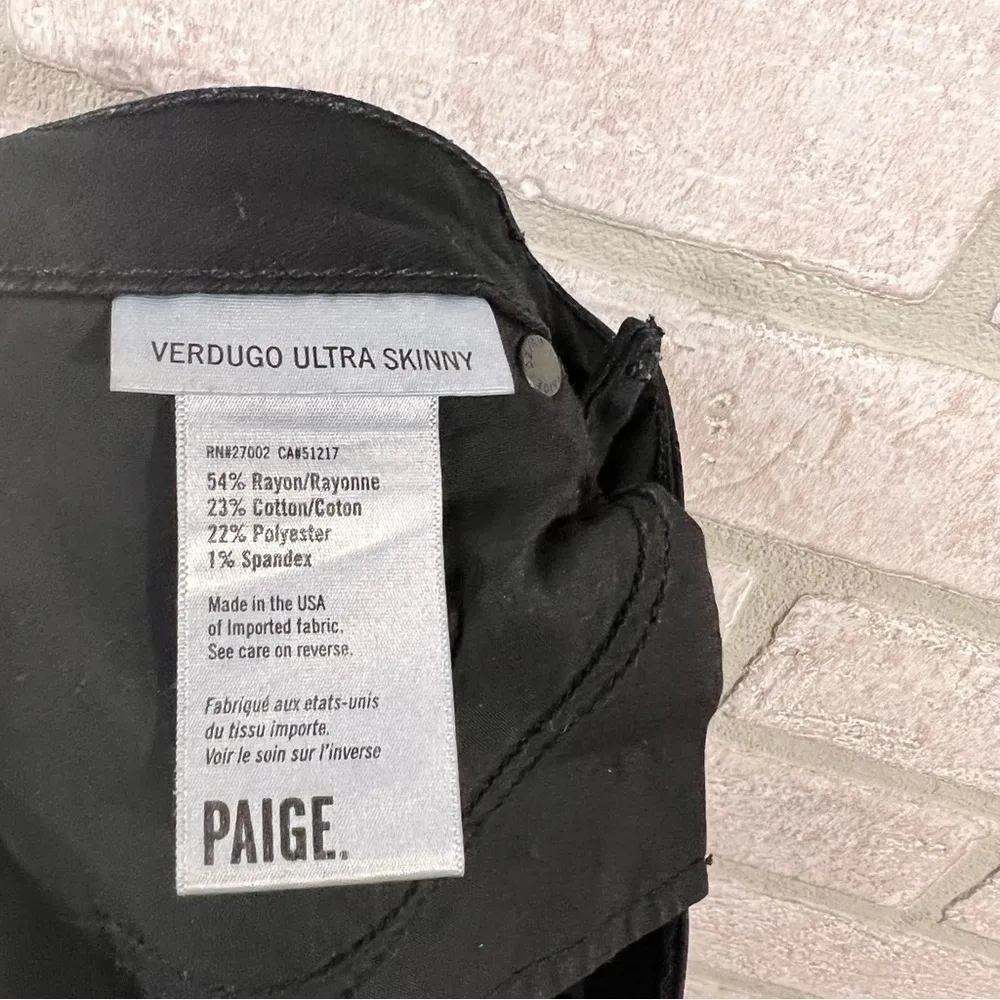 VERDUGO ULTRA SKINNY
RN#27002 CA#51217
54% Rayon/Rayonne
23% Cotton/Coton
22% Polyester
1% Spandex
Made in the USA
of Imported fabric.
See care on reverse.
Fabriqué aux etats-unis
du tissu importe.
Voir le soin sur l'inverse
PAIGE.